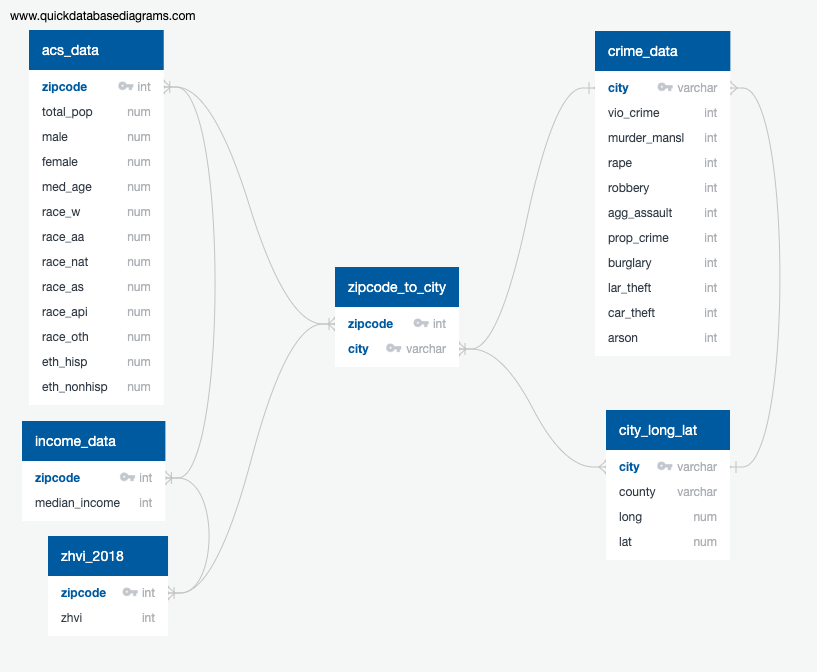 www.quickdatabasediagrams.com
acs_data
zipcode int
total_pop num
male num
female num
med_age num
race_w num
race_aa num
race_nat num
race_as num
race_api num
race_oth num
eth_hisp num
eth_nonhisp num
income_data
zipcode int
median_income int
zhvi_2018
zipcode int
zhvi int
zipcode_to_city
zipcode int
city varchar
crime_data
city varchar
vio_crime int
murder_mansl int
rape int
robbery int
agg_assault int
prop_crime int
burglary int
lar_theft int
car_theft int
arson int
city_long_lat
city varchar
county varchar
long num
lat num